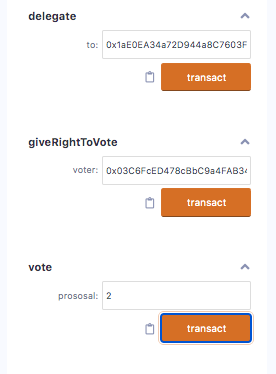 delegate
to: 0x1aE0EA34a72D944a8C7603F
transact
giveRightToVote
voter: 0x03C6FcED478cBbC9a4FAB34
transact
vote
prososal: 2
transact